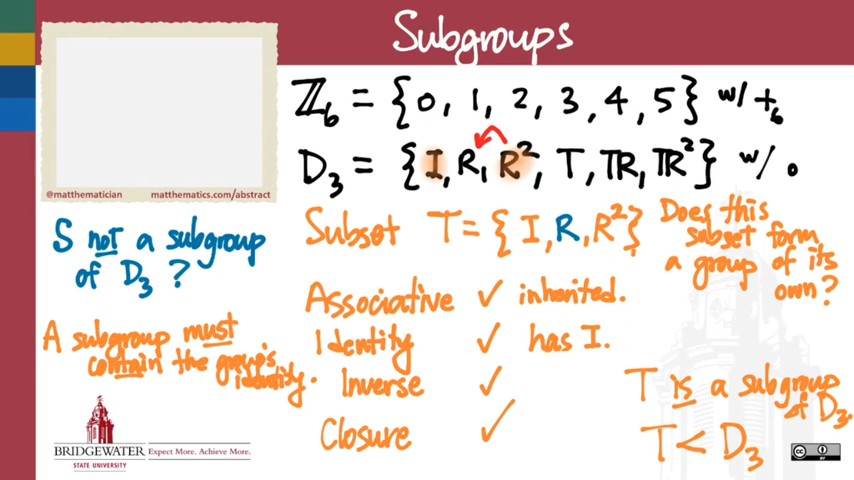 Subgroups
ℤ₆ = {0, 1, 2, 3, 4, 5} w/ +₆
D₃ = {I, R, R², T, TR, TR²} w/ ∘
@matthematician
matthematics.com/abstract
S not a subgroup
of D₃ ?
A subgroup must
contain the group's
identity.
Subset T = {I, R, R²}
Does this
subset form
a group of its
own?
Associative ✓ inherited.
Identity ✓ has I.
Inverse ✓
Closure ✓
T is a subgroup
of D₃.
T < D₃
BRIDGEWATER
STATE UNIVERSITY
Expect More. Achieve More.
cc BY